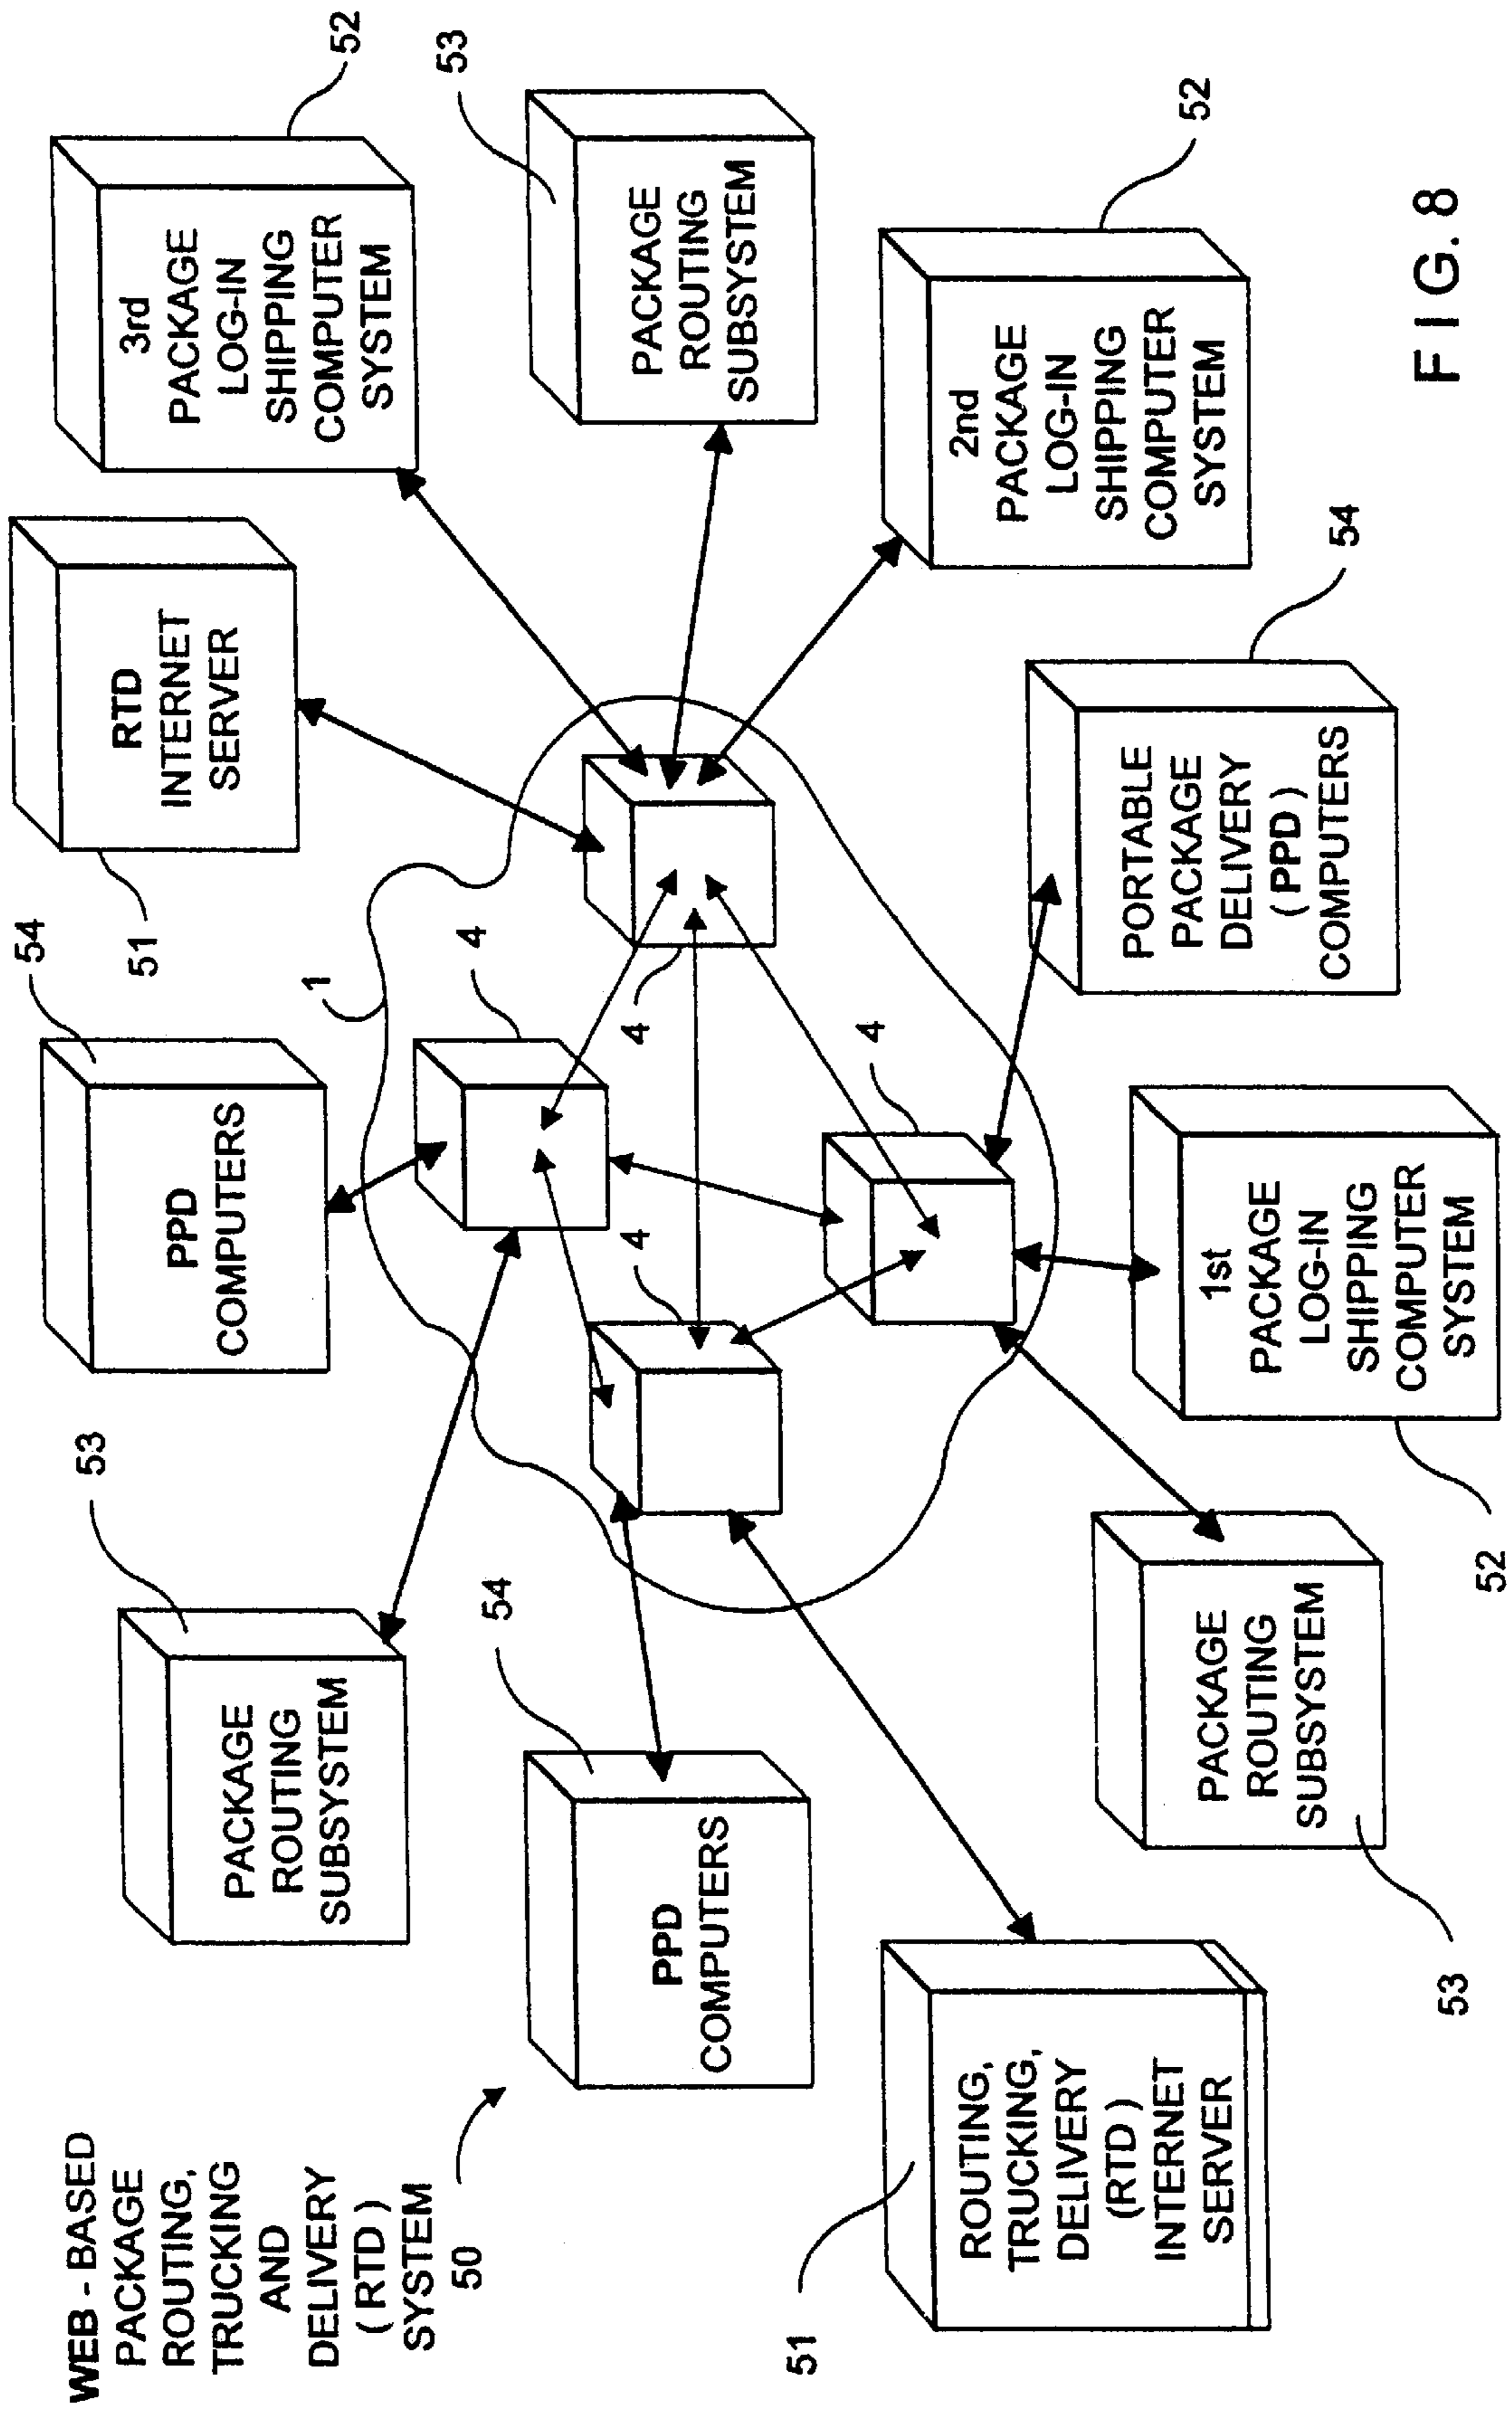 WEB - BASED
PACKAGE
ROUTING,
TRUCKING
AND
DELIVERY
( RTD )
SYSTEM
50
53
PACKAGE
ROUTING
SUBSYSTEM
54
PPD
COMPUTERS
51
RTD
INTERNET
SERVER
3rd
PACKAGE
LOG-IN
SHIPPING
COMPUTER
SYSTEM
52
54
PPD
COMPUTERS
1
4
4
4
4
53
PACKAGE
ROUTING
SUBSYSTEM
51
ROUTING,
TRUCKING,
DELIVERY
(RTD )
INTERNET
SERVER
53
PACKAGE
ROUTING
SUBSYSTEM
52
1st
PACKAGE
LOG-IN
SHIPPING
COMPUTER
SYSTEM
PORTABLE
PACKAGE
DELIVERY
( PPD )
COMPUTERS
54
2nd
PACKAGE
LOG-IN
SHIPPING
COMPUTER
SYSTEM
52
FIG. 8